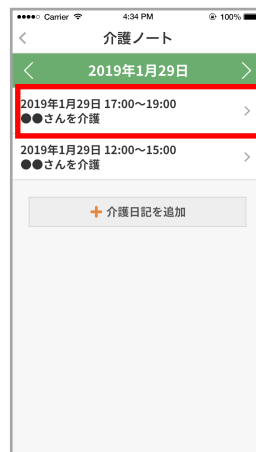 Carrier 4:34 PM 100%
介護ノート
2019年1月29日
2019年1月29日 17:00〜19:00
●●さんを介護
2019年1月29日 12:00〜15:00
●●さんを介護
+ 介護日記を追加